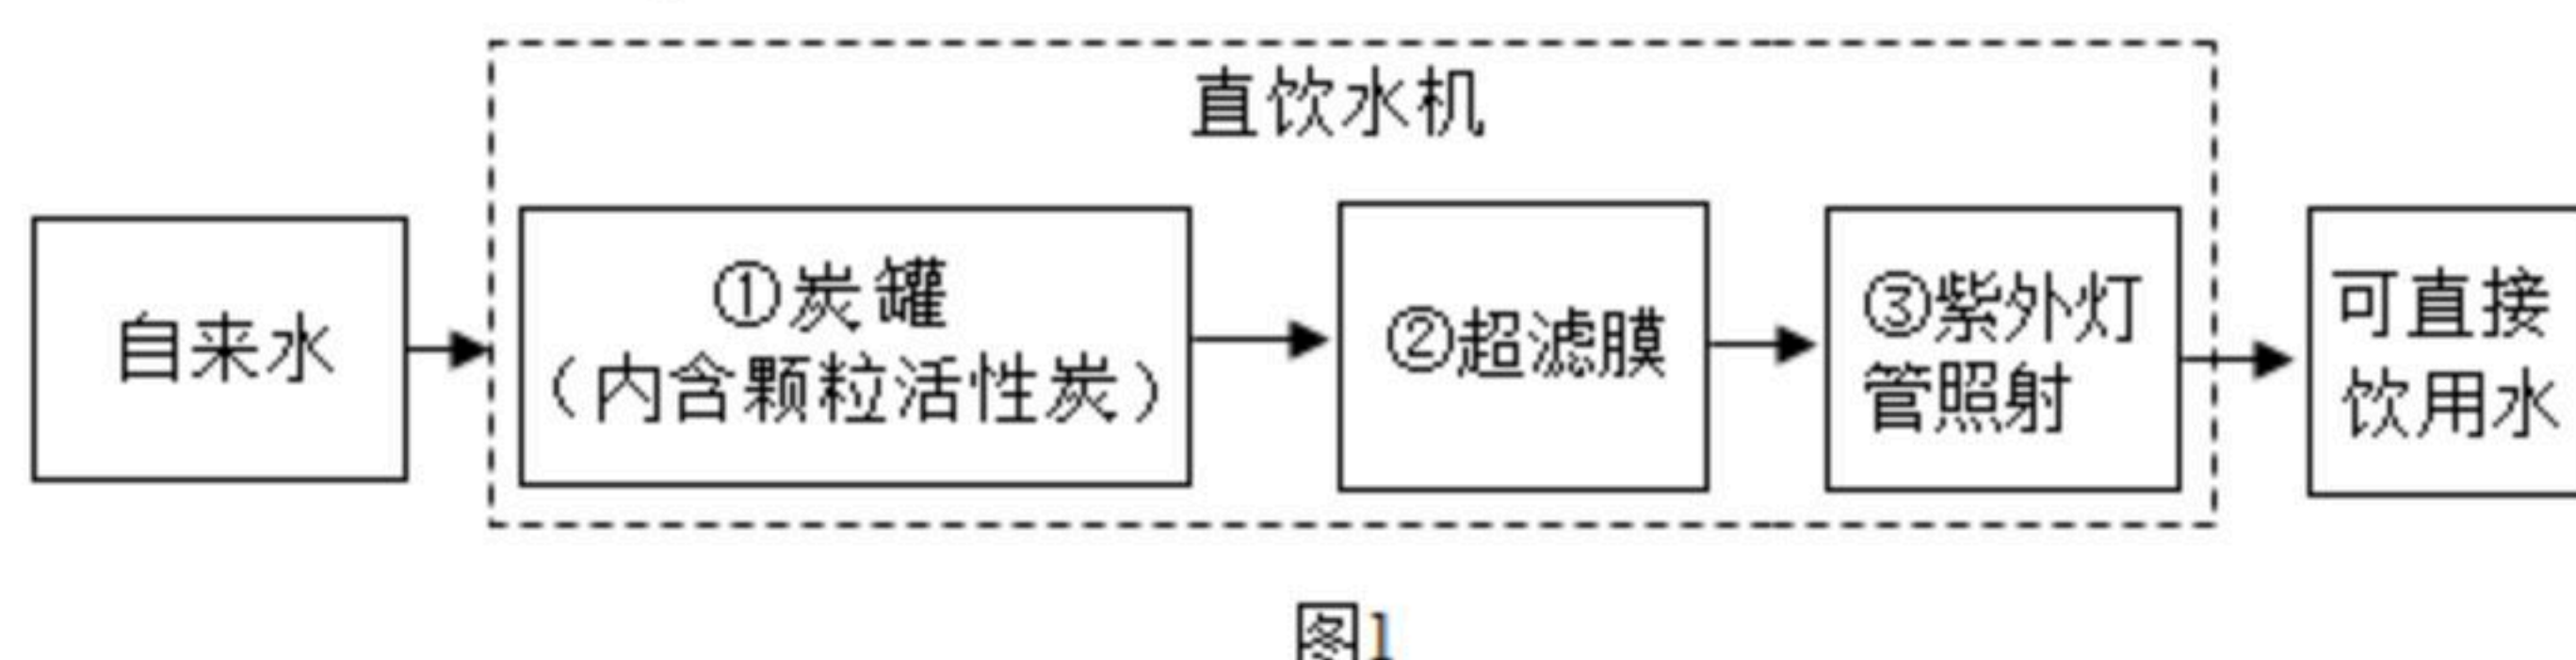 直饮水机
自来水
①炭罐
（内含颗粒活性炭）
②超滤膜
③紫外灯
管照射
可直接
饮用水
图1